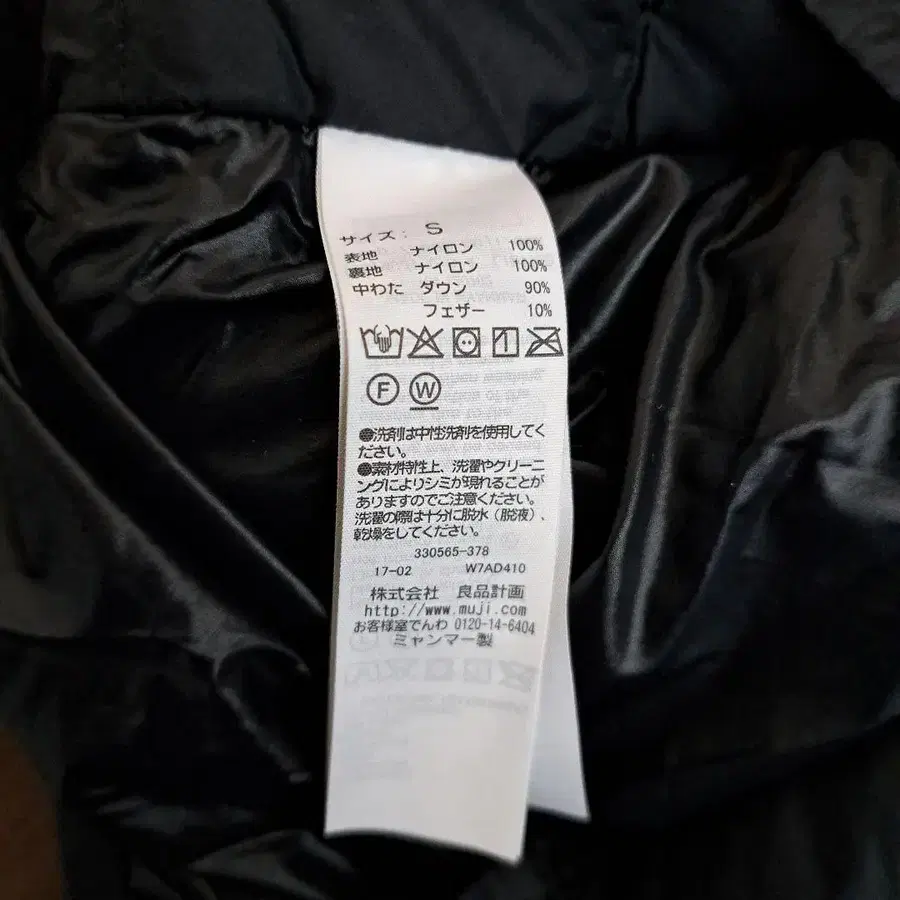 サイズ: S
表地 ナイロン 100%
裏地 ナイロン 100%
中わた ダウン 90%
フェザー 10%
F W
●洗剤は中性洗剤を使用してく
ださい。
●素材特性上、洗濯やクリーニ
ングによりシミが現れることが
ありますのでご注意ください。
洗濯の際は十分に脱水（脱液）、
乾燥をしてください。
330565-378
17-02 W7AD410
株式会社 良品計画
http://www.muji.com
お客様室でんわ 0120-14-6404
ミャンマー製